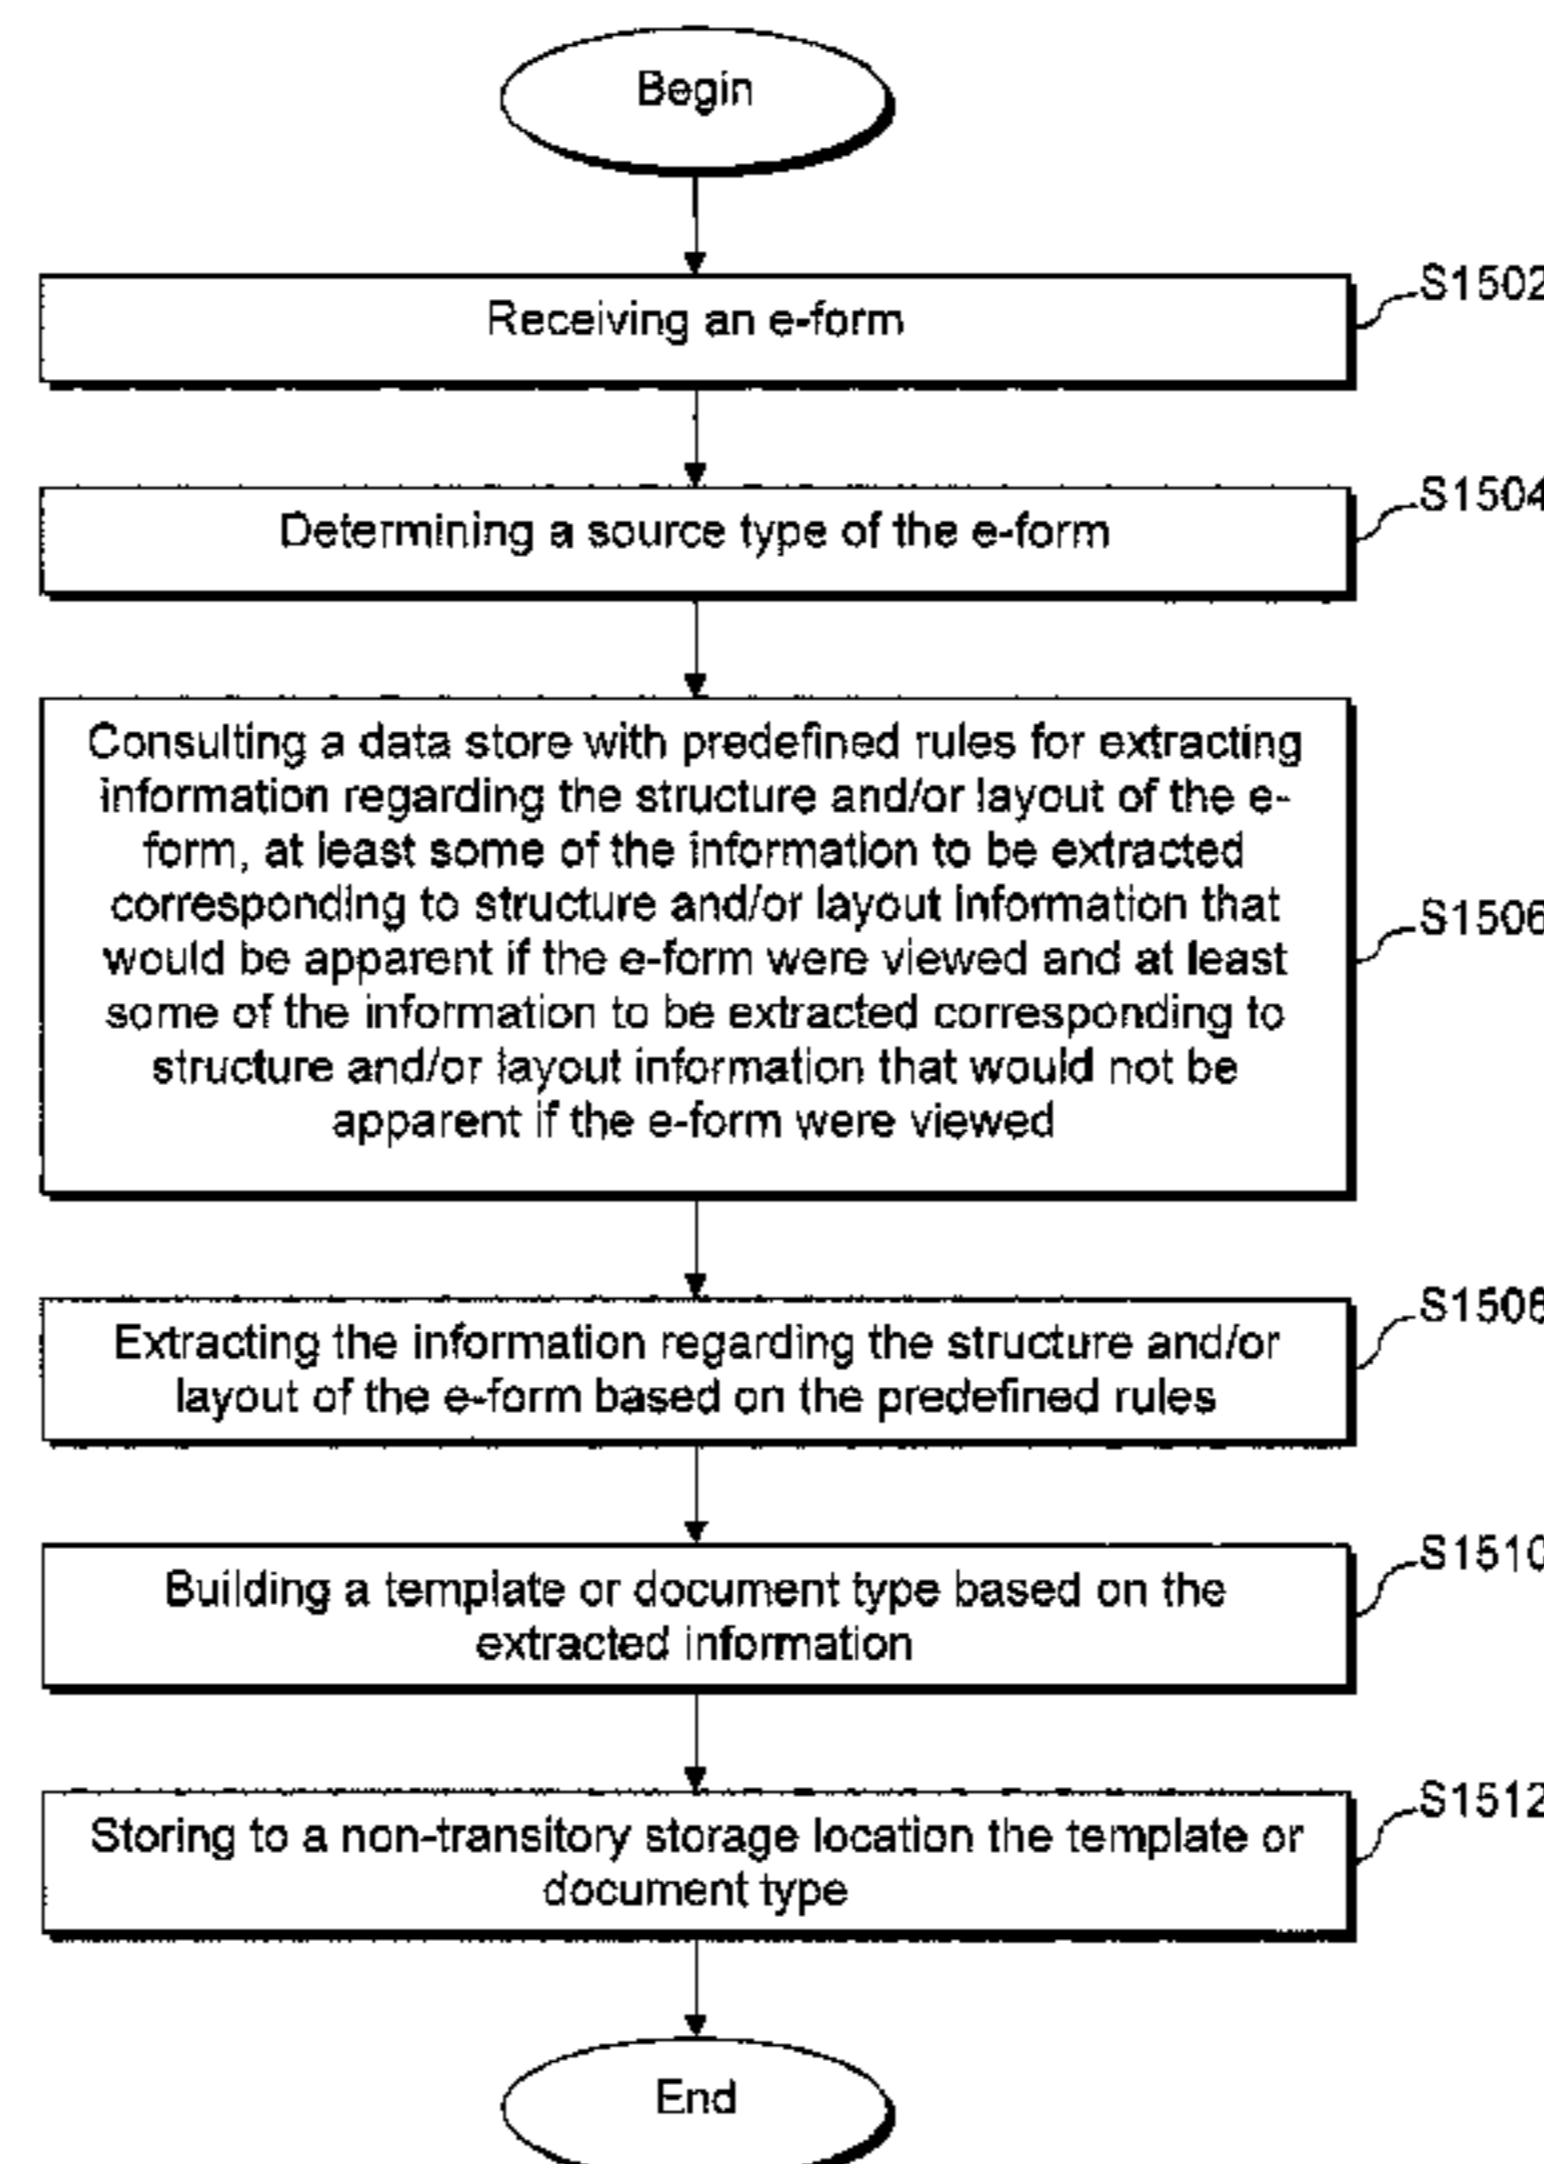 Begin
Receiving an e-form
S1502
Determining a source type of the e-form
S1504
Consulting a data store with predefined rules for extracting
information regarding the structure and/or layout of the e-
form, at least some of the information to be extracted
corresponding to structure and/or layout information that
would be apparent if the e-form were viewed and at least
some of the information to be extracted corresponding to
structure and/or layout information that would not be
apparent if the e-form were viewed
S1506
Extracting the information regarding the structure and/or
layout of the e-form based on the predefined rules
S1508
Building a template or document type based on the
extracted information
S1510
Storing to a non-transitory storage location the template or
document type
S1512
End